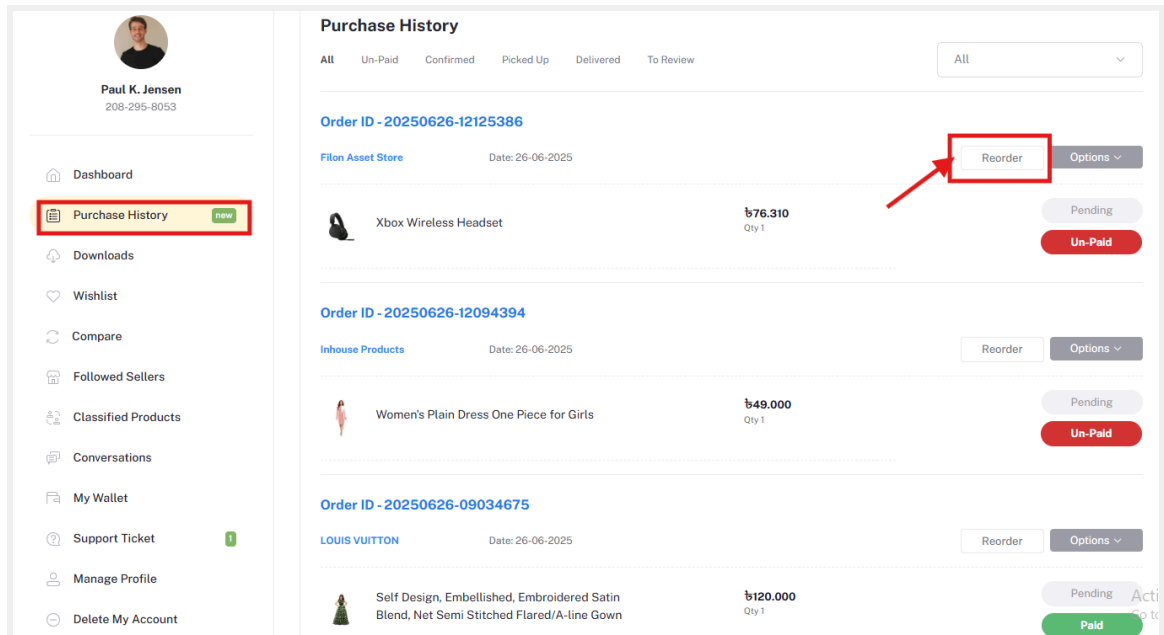 Paul K. Jensen
208-295-8053
Dashboard
Purchase History new
Downloads
Wishlist
Compare
Followed Sellers
Classified Products
Conversations
My Wallet
Support Ticket 1
Manage Profile
Delete My Account
Purchase History
All Un-Paid Confirmed Picked Up Delivered To Review All
Order ID - 20250626-12125386
Filon Asset Store Date: 26-06-2025 Reorder Options
Xbox Wireless Headset ৳76.310 Pending
Qty 1
Un-Paid
Order ID - 20250626-12094394
Inhouse Products Date: 26-06-2025 Reorder Options
Women's Plain Dress One Piece for Girls ৳49.000 Pending
Qty 1
Un-Paid
Order ID - 20250626-09034675
LOUIS VUITTON Date: 26-06-2025 Reorder Options
Self Design, Embellished, Embroidered Satin ৳120.000 Pending
Blend, Net Semi Stitched Flared/A-line Gown Qty 1
Paid